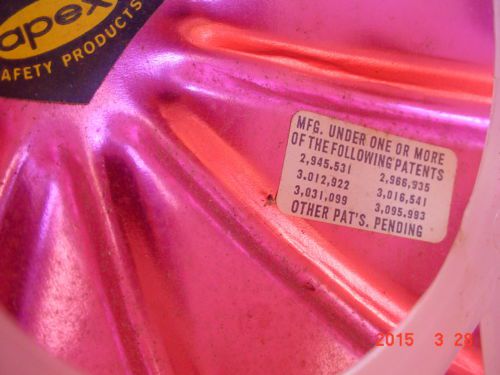 apex
SAFETY PRODUCTS
MFG. UNDER ONE OR MORE
OF THE FOLLOWING PATENTS
2,945,531 2,966,935
3,012,922 3,016,541
3,031,099 3,095,993
OTHER PAT'S. PENDING
2015 3 28